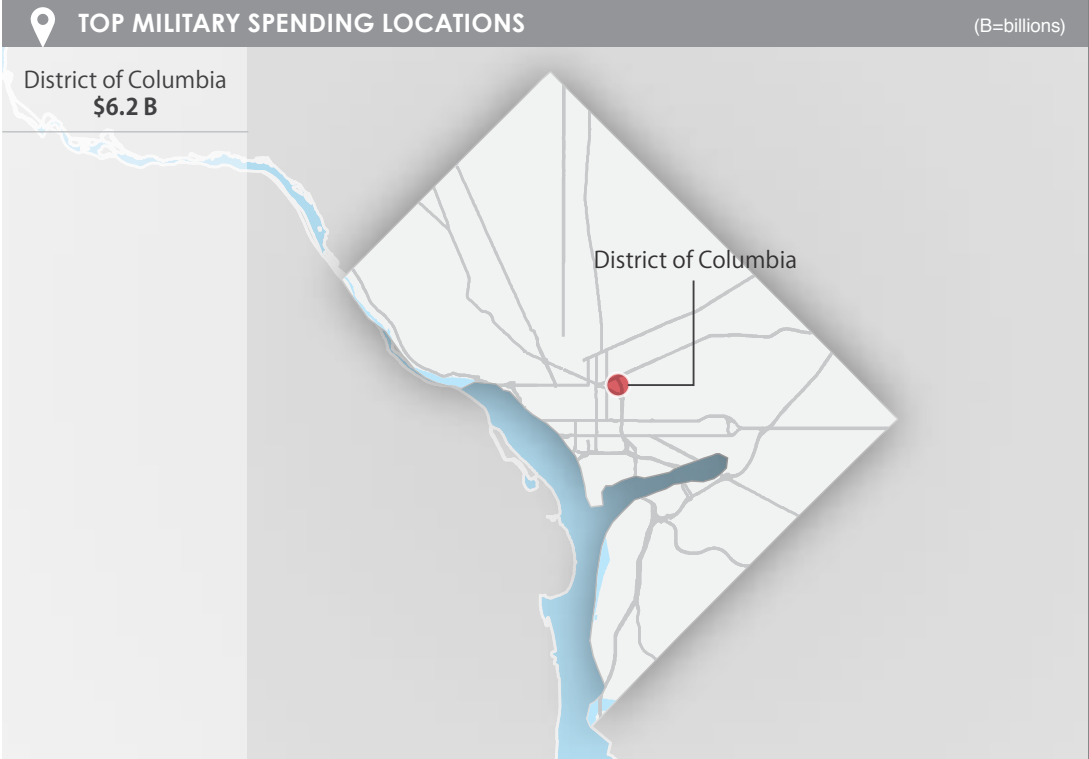 TOP MILITARY SPENDING LOCATIONS
(B=billions)
District of Columbia
$6.2 B
District of Columbia